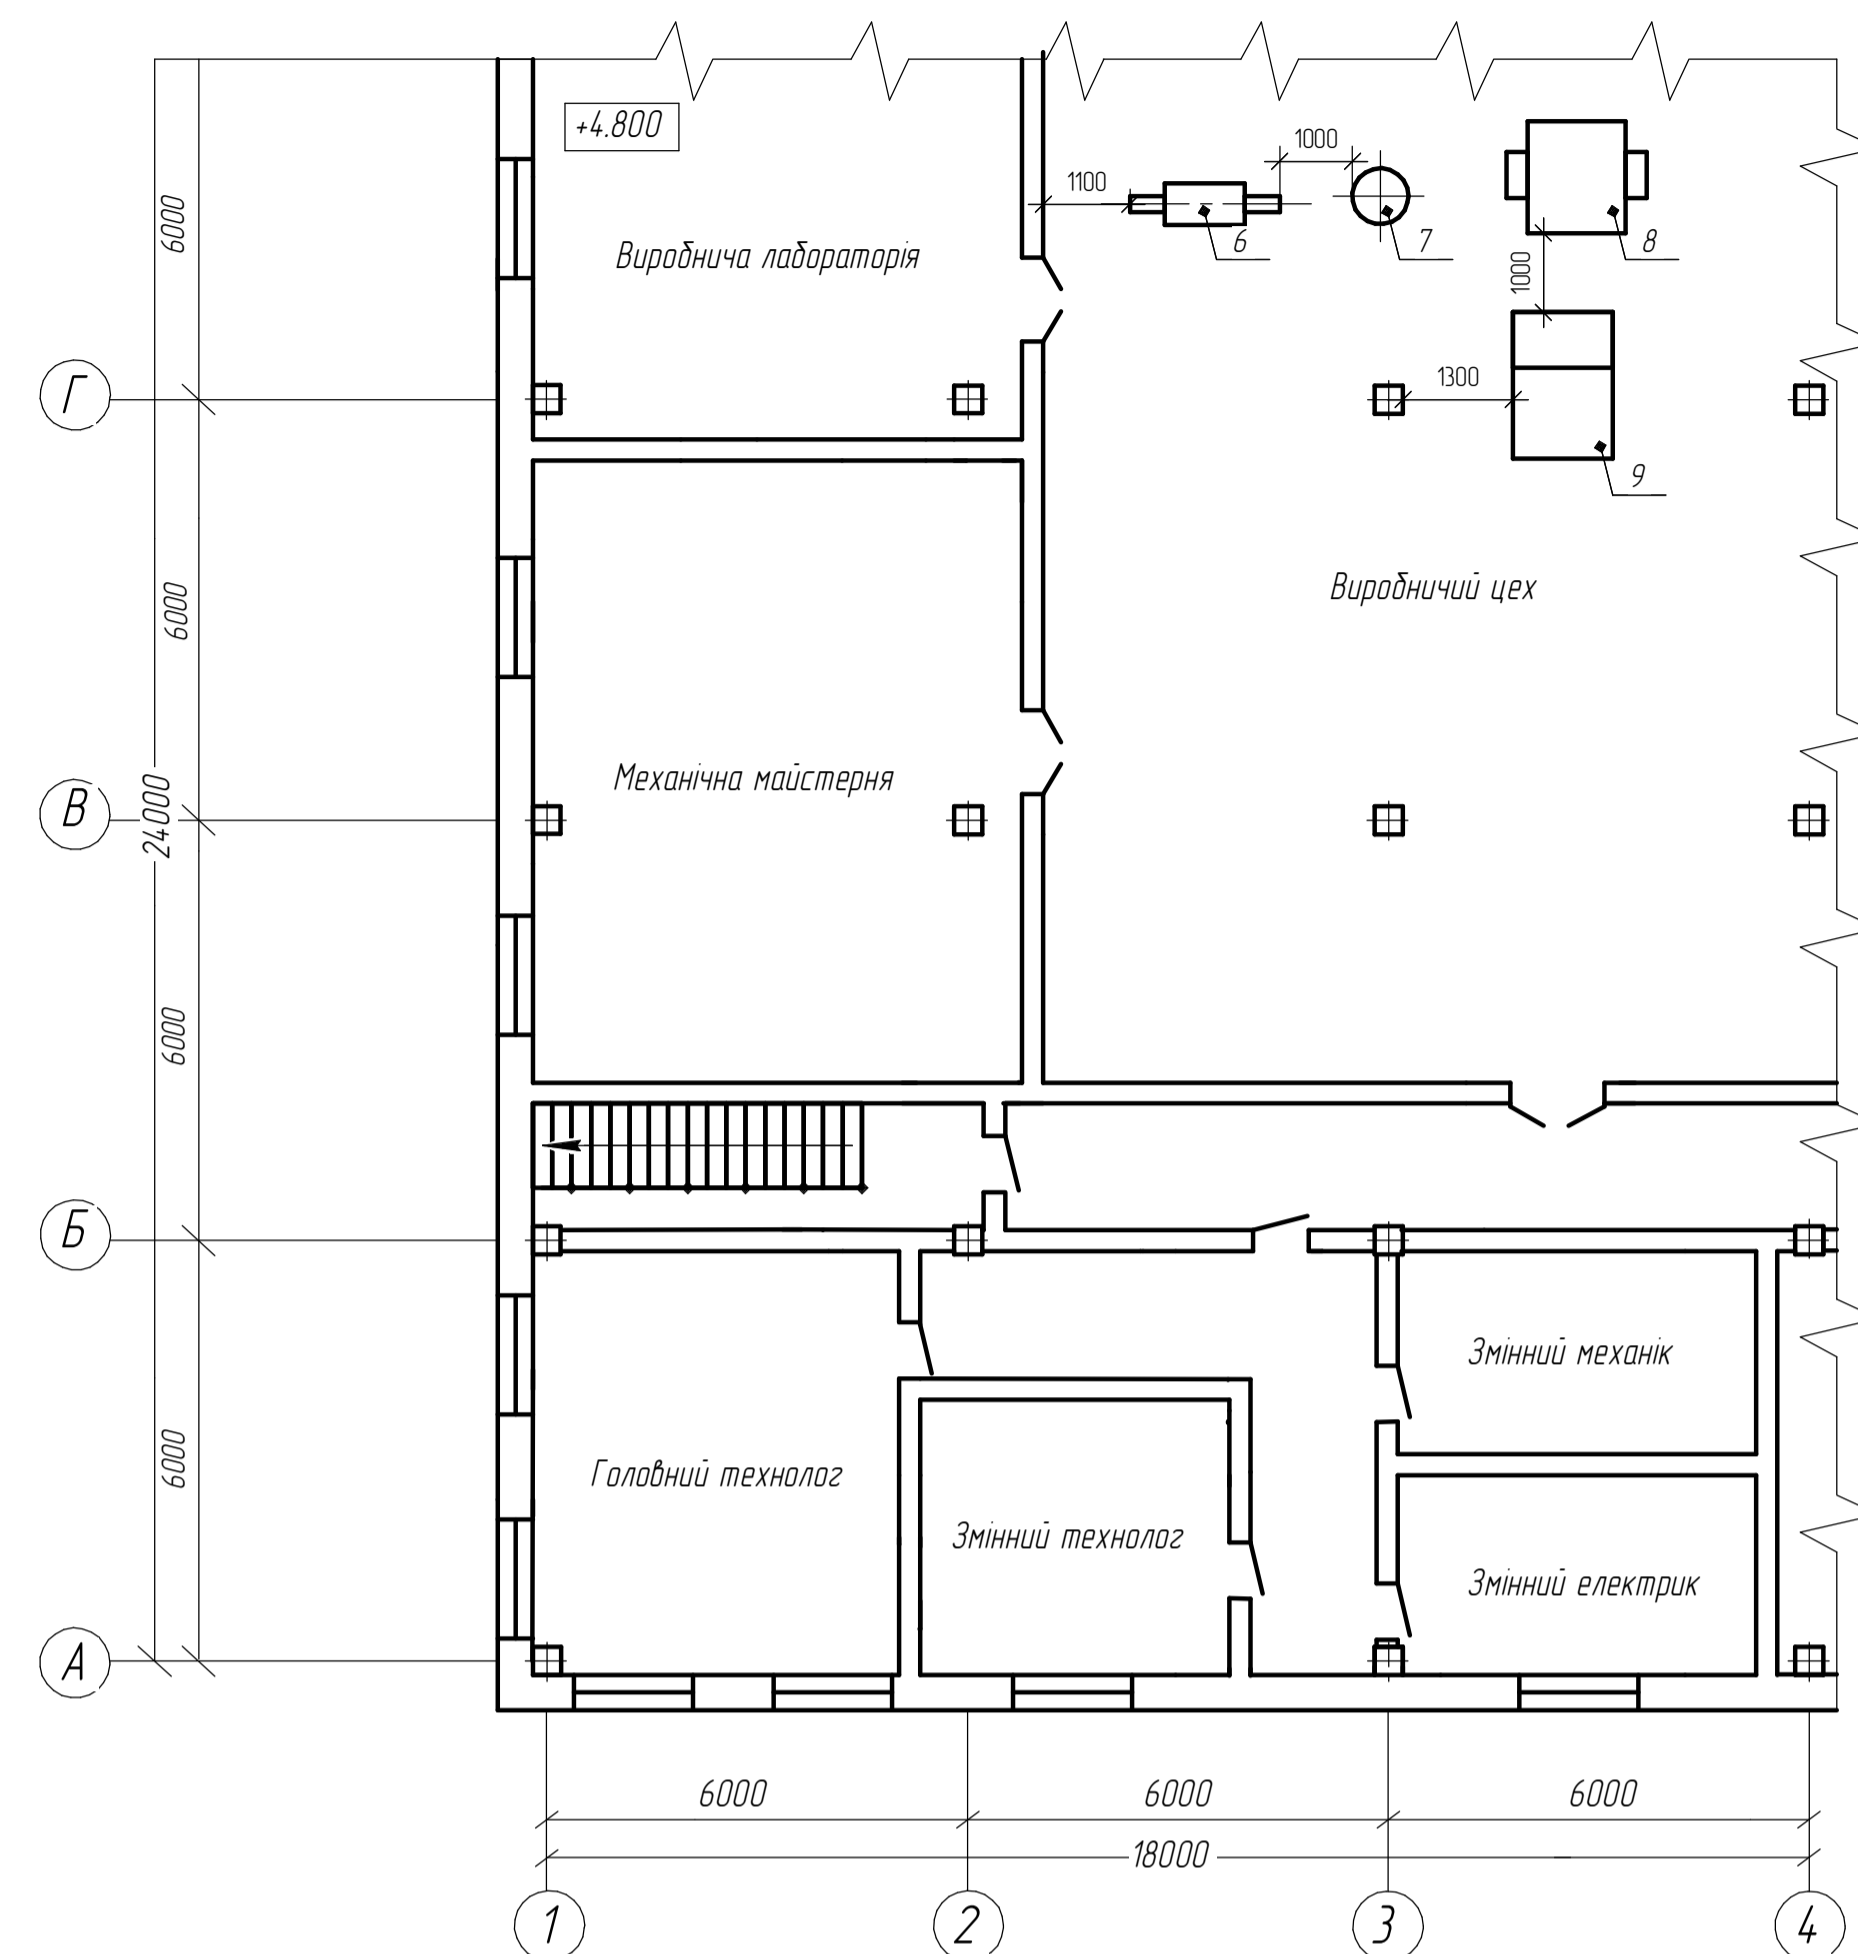 +4.800
1000
1100
6000
Виробнича лабораторія
6
7
8
1000
Г
1300
9
6000
Виробничий цех
Механічна майстерня
В
24000
6000
Б
Змінний механік
6000
Головний технолог
Змінний технолог
Змінний електрик
А
6000
6000
6000
18000
1
2
3
4